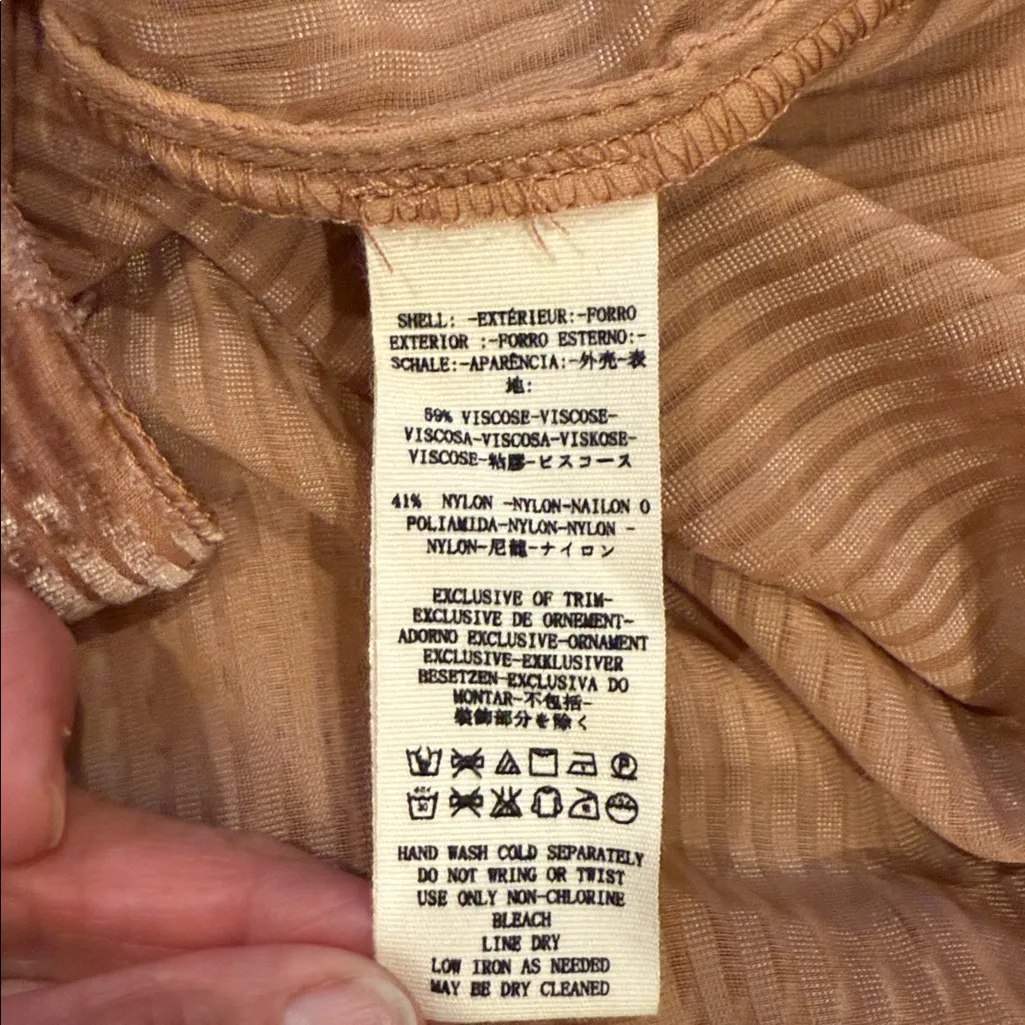 SHELL: -EXTÉRIEUR:-FORRO
EXTERIOR :-FORRO ESTERNO:-
SCHALE:-APARÊNCIA:-外壳-表
地:
59% VISCOSE-VISCOSE-
VISCOSA-VISCOSA-VISKOSE-
VISCOSE-粘膠-ビスコース
41% NYLON -NYLON-NAILON O
POLIAMIDA-NYLON-NYLON -
NYLON-尼龍-ナイロン
EXCLUSIVE OF TRIM-
EXCLUSIVE DE ORNEMENT-
ADORNO EXCLUSIVE-ORNAMENT
EXCLUSIVE-EXKLUSIVER
BESETZEN-EXCLUSIVA DO
MONTAR-不包括-
装飾部分を除く
HAND WASH COLD SEPARATELY
DO NOT WRING OR TWIST
USE ONLY NON-CHLORINE
BLEACH
LINE DRY
LOW IRON AS NEEDED
MAY BE DRY CLEANED